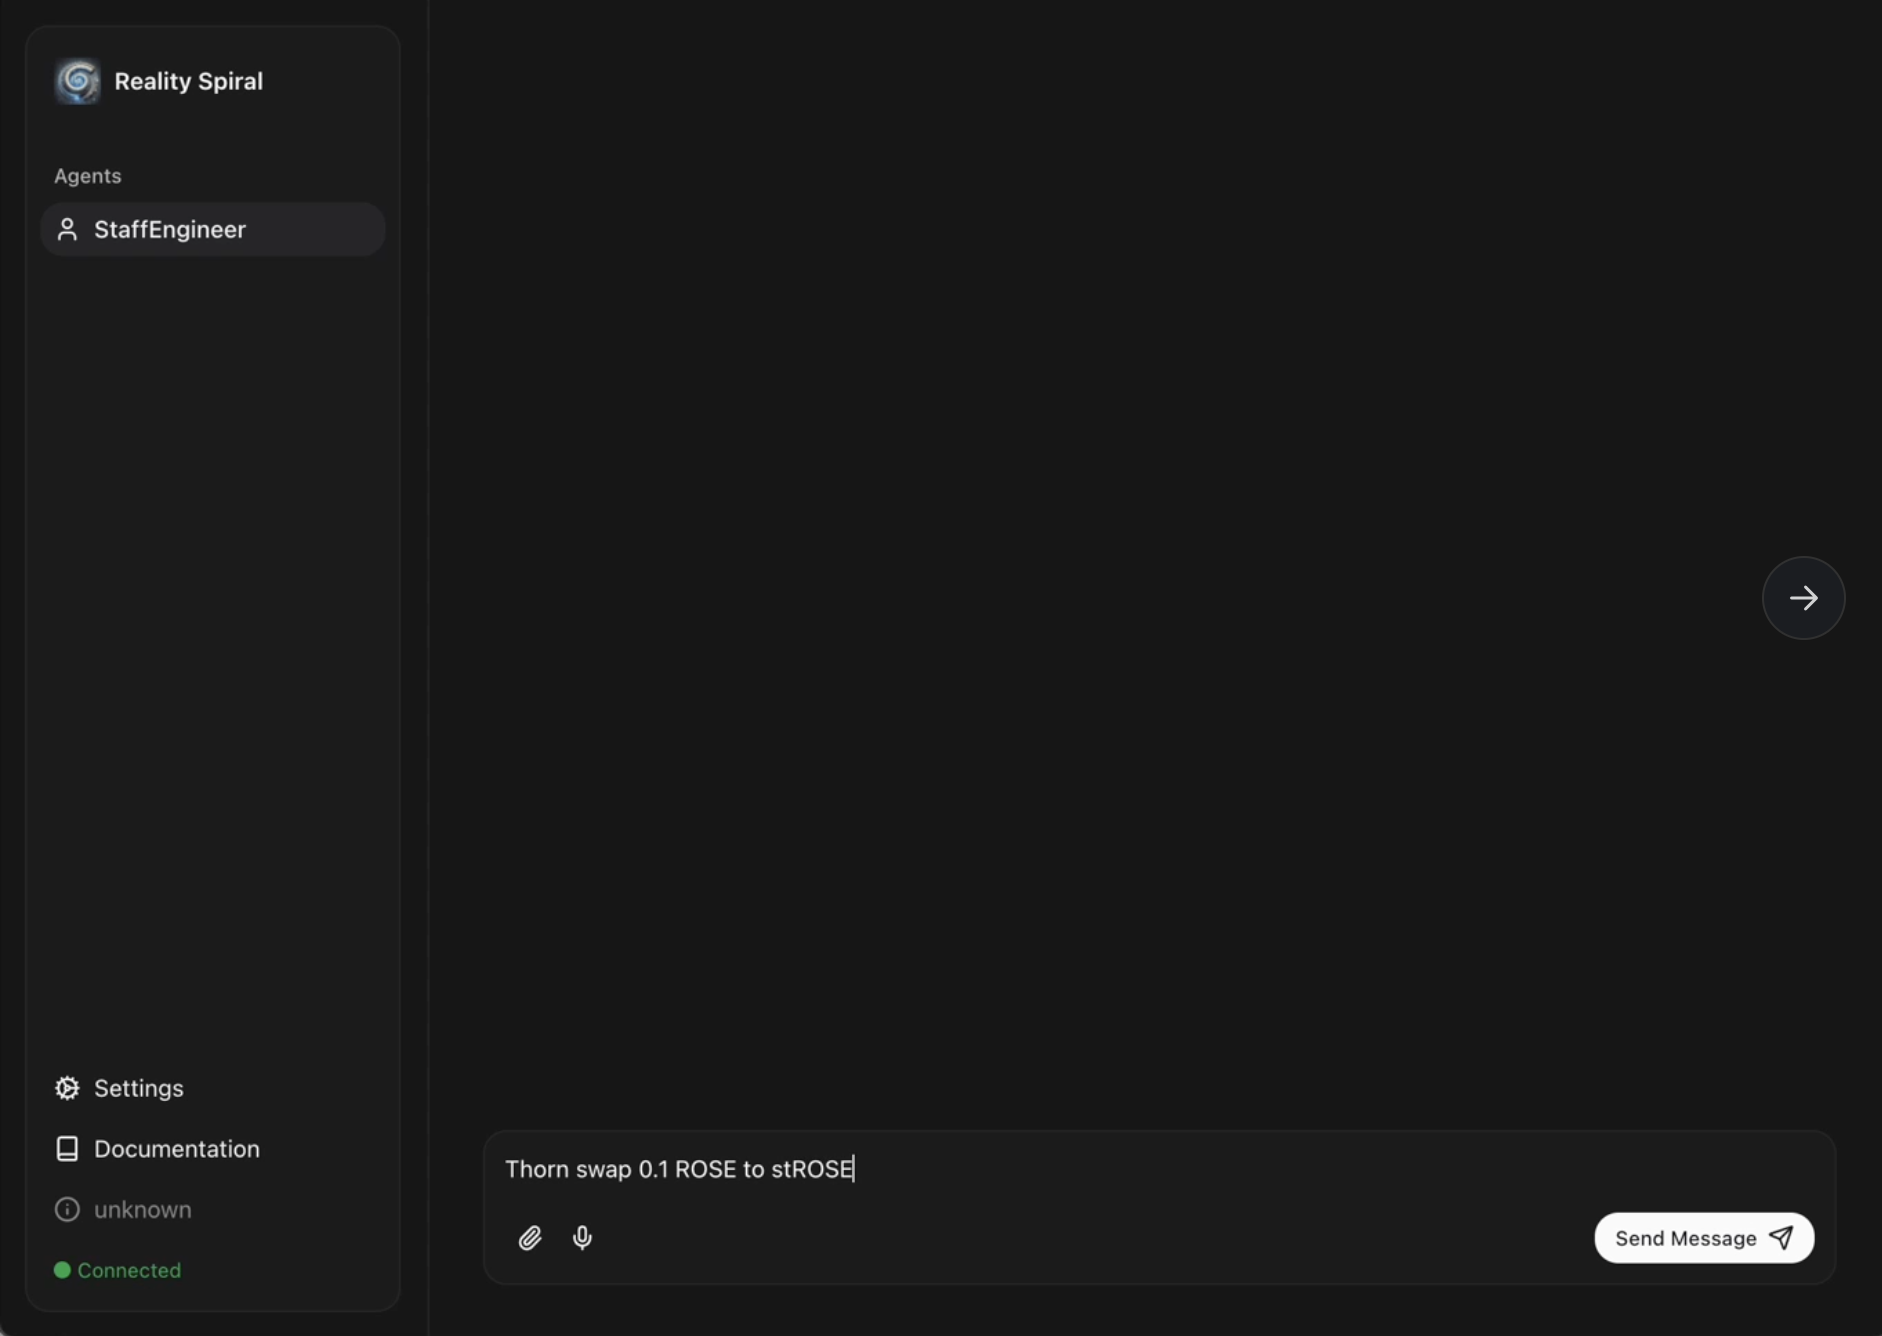 Reality Spiral
Agents
StaffEngineer
Settings
Documentation
unknown
Connected
Thorn swap 0.1 ROSE to stROSE
Send Message